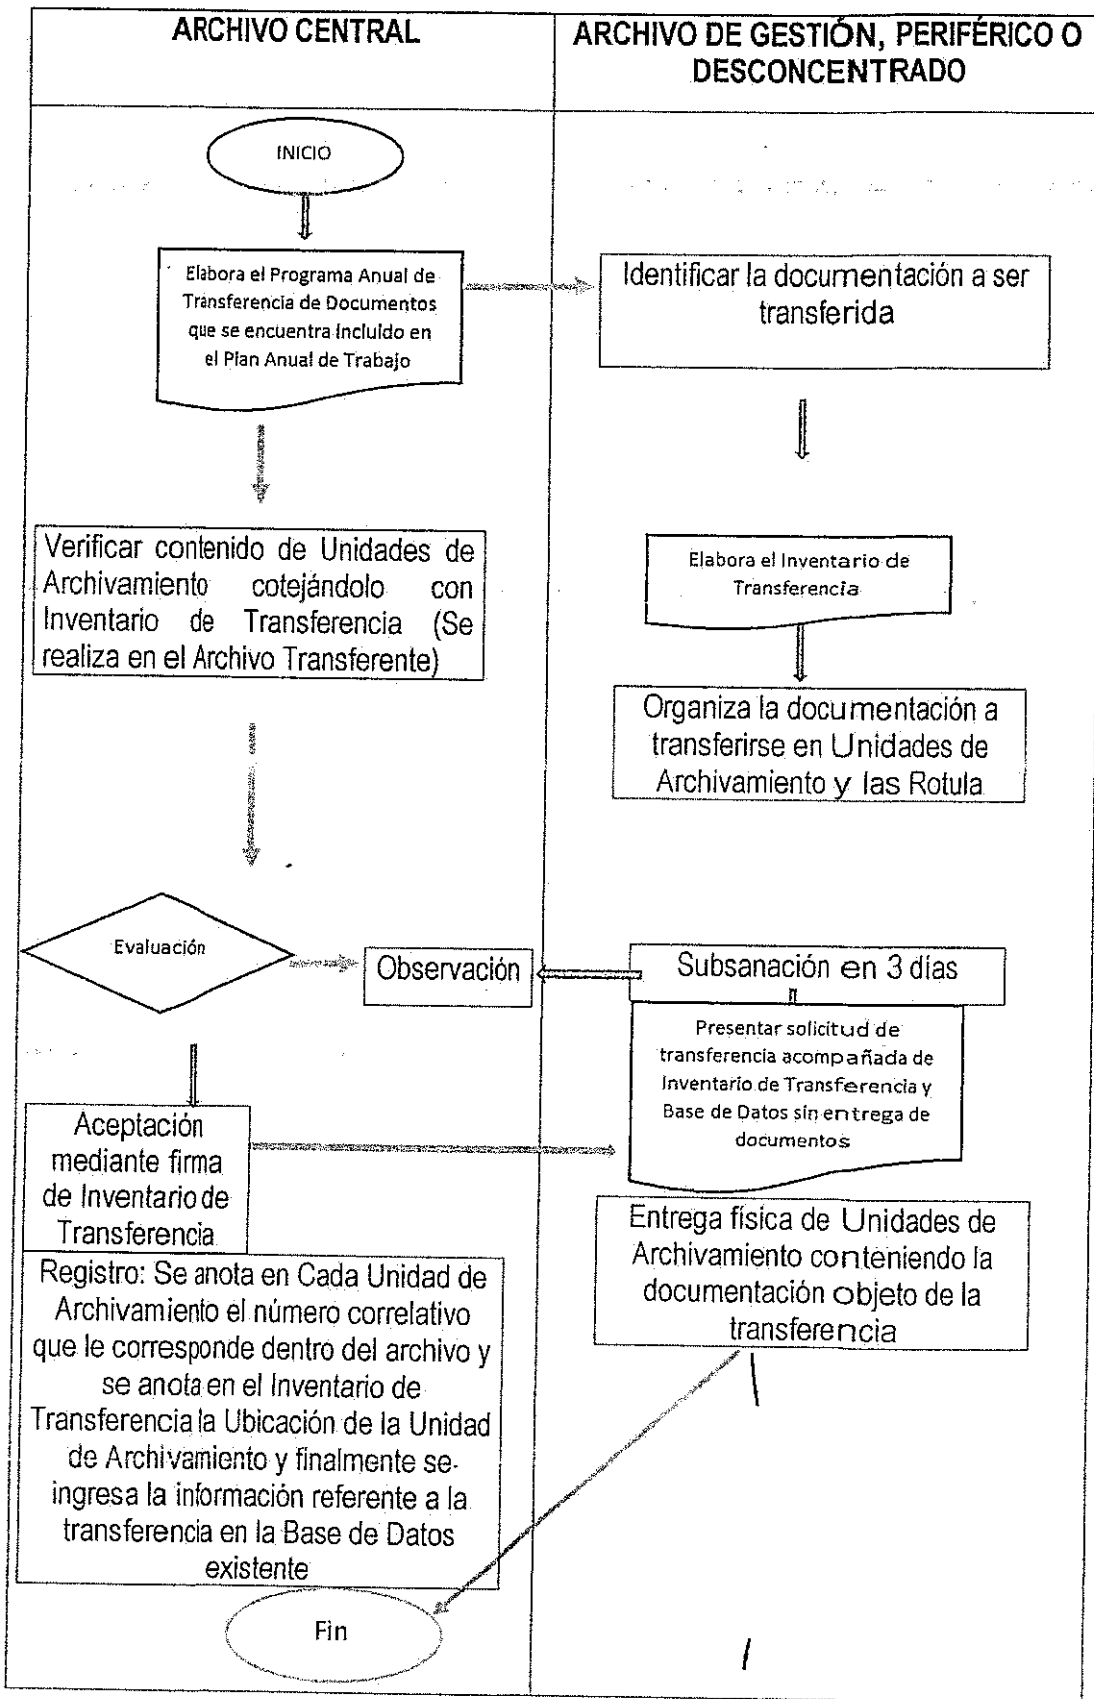 ARCHIVO CENTRAL
ARCHIVO DE GESTIÓN, PERIFÉRICO O
DESCONCENTRADO
INICIO
Elabora el Programa Anual de
Transferencia de Documentos
que se encuentra Incluído en
el Plan Anual de Trabajo
Identificar la documentación a ser
transferida
Verificar contenido de Unidades de
Archivamiento cotejándolo con
Inventario de Transferencia (Se
realiza en el Archivo Transferente)
Elabora el Inventario de
Transferencia
Organiza la documentación a
transferirse en Unidades de
Archivamiento y las Rotula
Evaluación
Observación
Subsanación en 3 días
Presentar solicitud de
transferencia acompañada de
Inventario de Transferencia y
Base de Datos sin entrega de
documentos
Aceptación
mediante firma
de Inventario de
Transferencia
Entrega física de Unidades de
Archivamiento conteniendo la
documentación objeto de la
transferencia
Registro: Se anota en Cada Unidad de
Archivamiento el número correlativo
que le corresponde dentro del archivo y
se anota en el Inventario de
Transferencia la Ubicación de la Unidad
de Archivamiento y finalmente se
ingresa la información referente a la
transferencia en la Base de Datos
existente
Fin